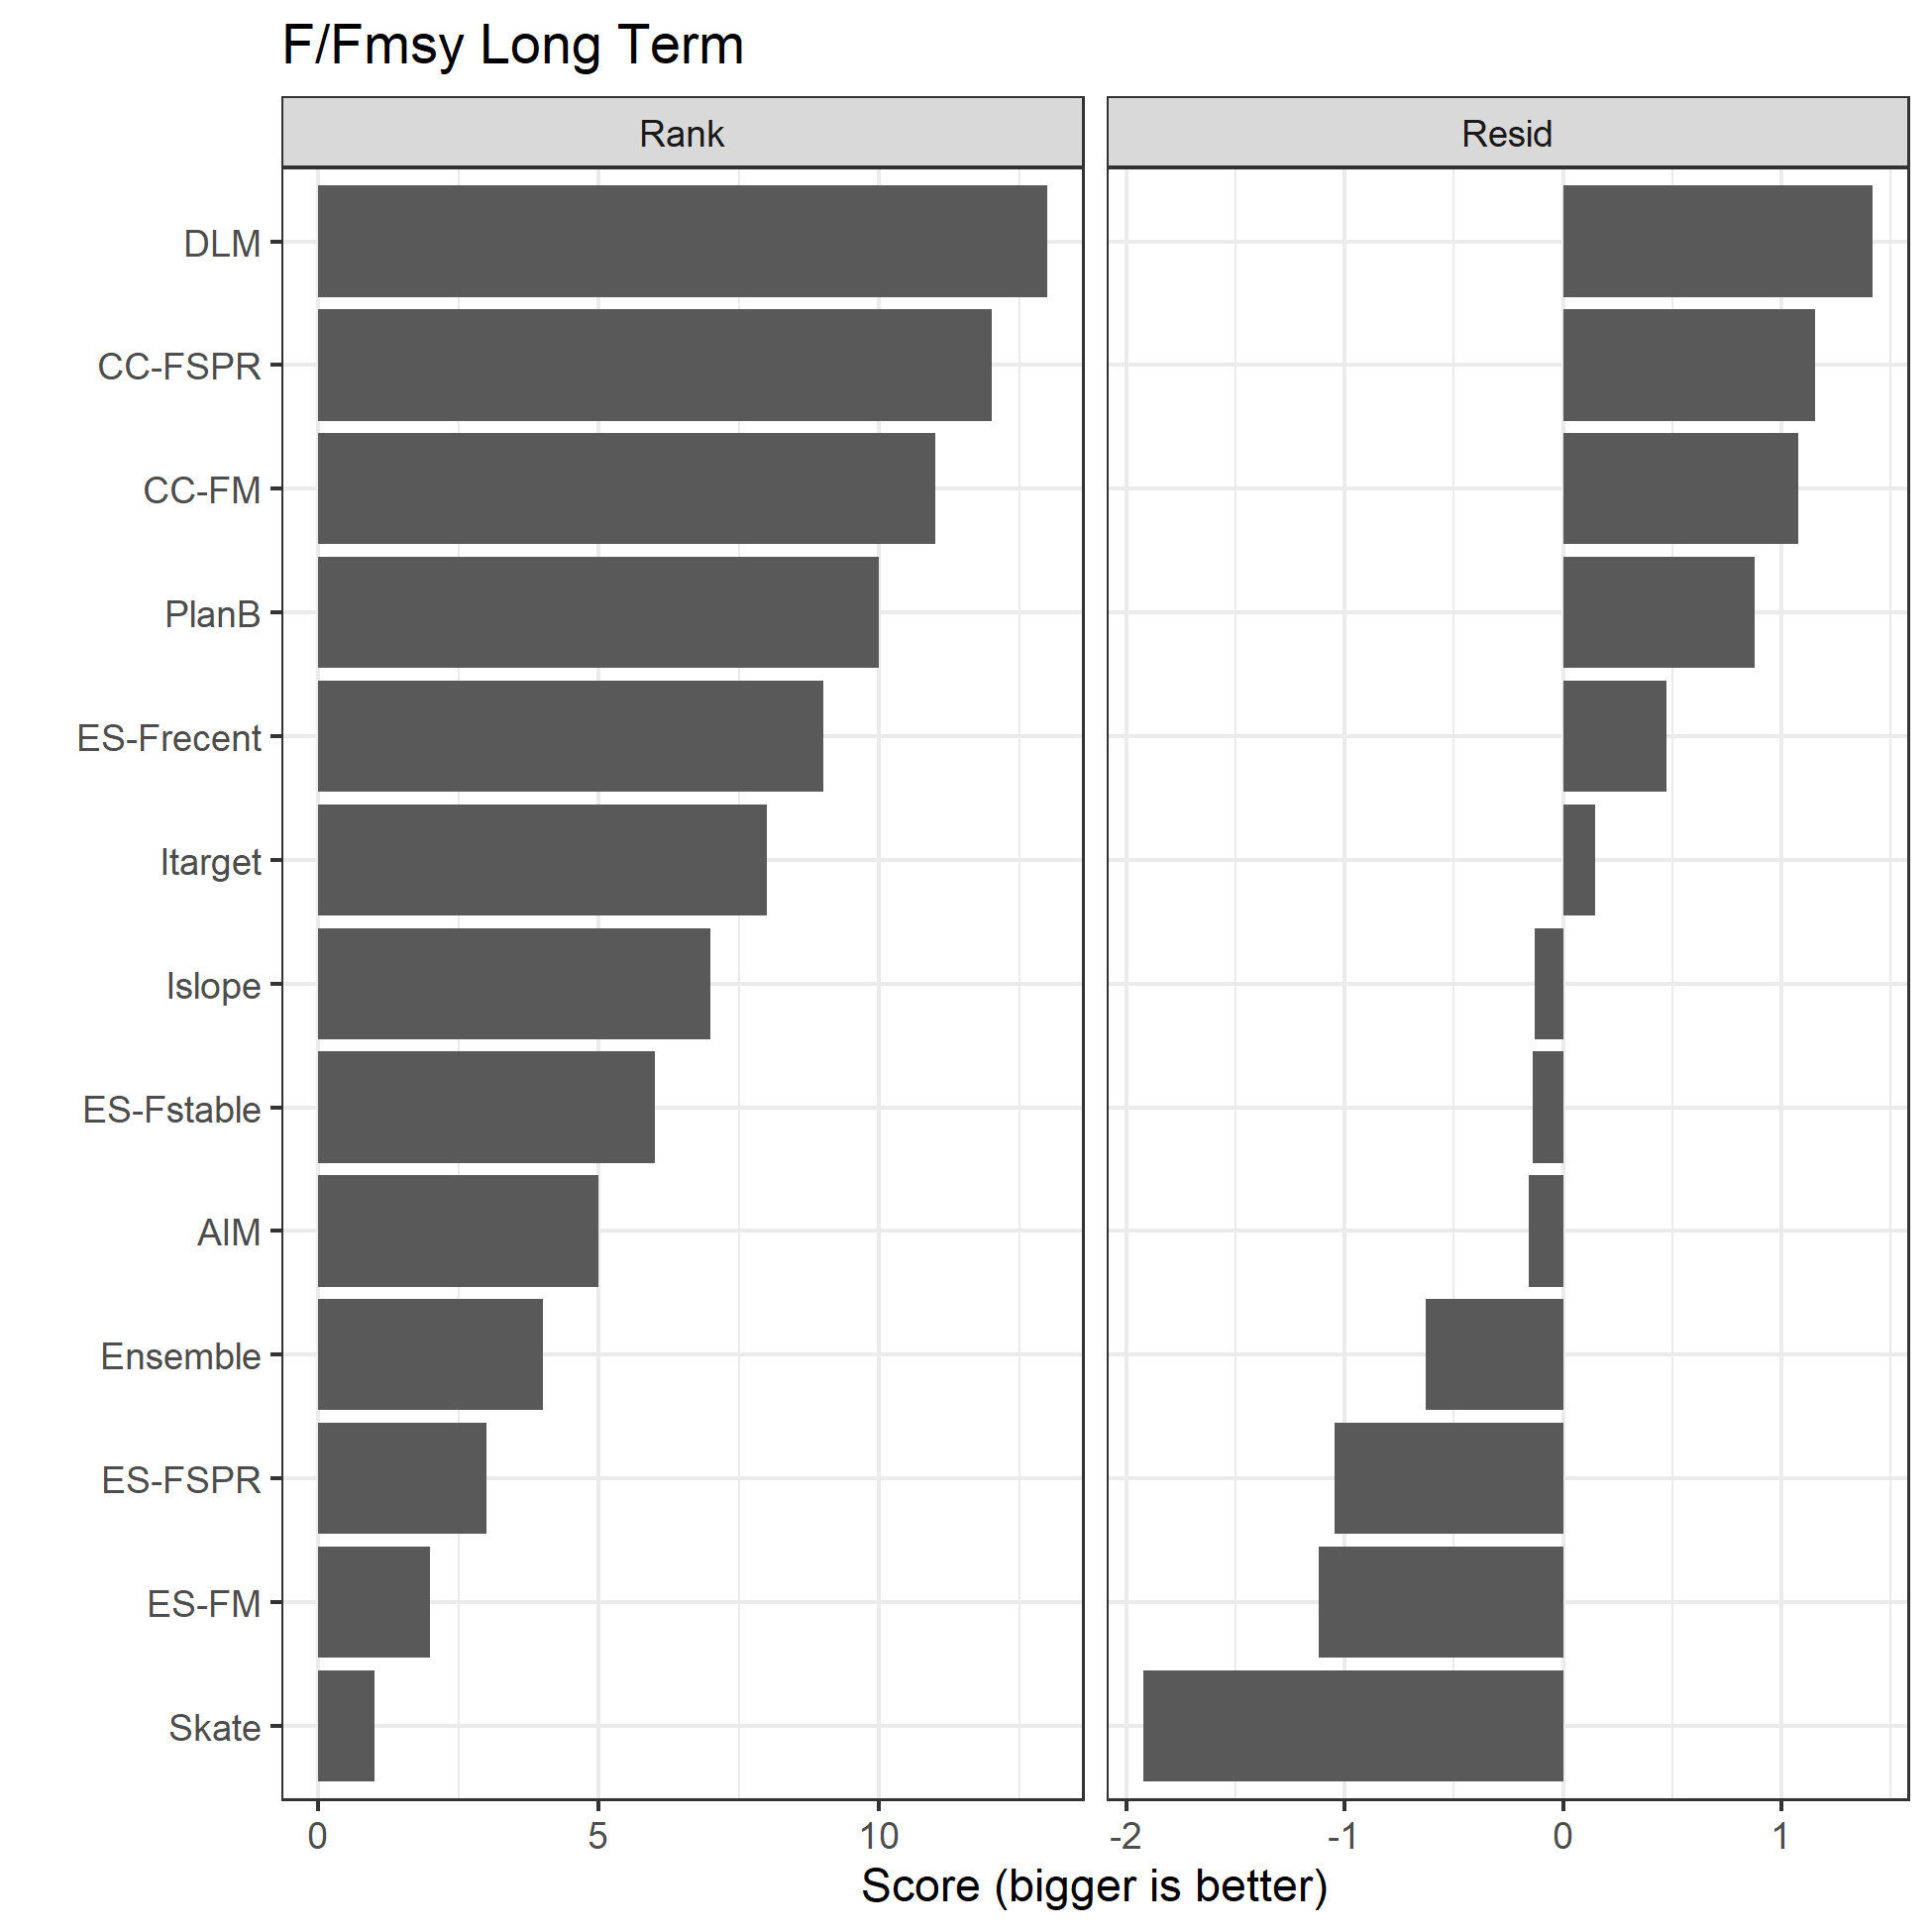 F/Fmsy Long Term
Rank
Resid
DLM
CC-FSPR
CC-FM
PlanB
ES-Frecent
Itarget
Islope
ES-Fstable
AIM
Ensemble
ES-FSPR
ES-FM
Skate
0 5 10
-2 -1 0 1
Score (bigger is better)